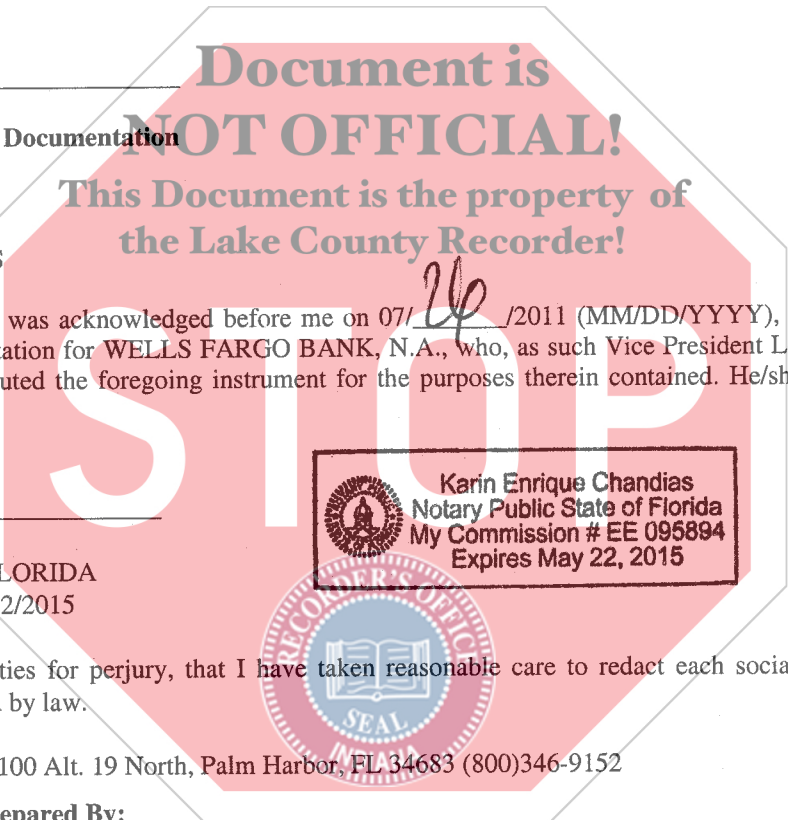 Document is
Documentation
NOT OFFICIAL!
This Document is the property of
the Lake County Recorder!
S
was acknowledged before me on 07/26/2011 (MM/DD/YYYY),
tation for WELLS FARGO BANK, N.A., who, as such Vice President L
uted the foregoing instrument for the purposes therein contained. He/sh
STOP
Karin Enrique Chandias
Notary Public State of Florida
My Commission # EE 095894
Expires May 22, 2015
LORIDA
2/2015
RECORDER'S OFFICE
SEAL
INDIANA
ties for perjury, that I have taken reasonable care to redact each socia
by law.
100 Alt. 19 North, Palm Harbor, FL 34683 (800)346-9152
epared By: